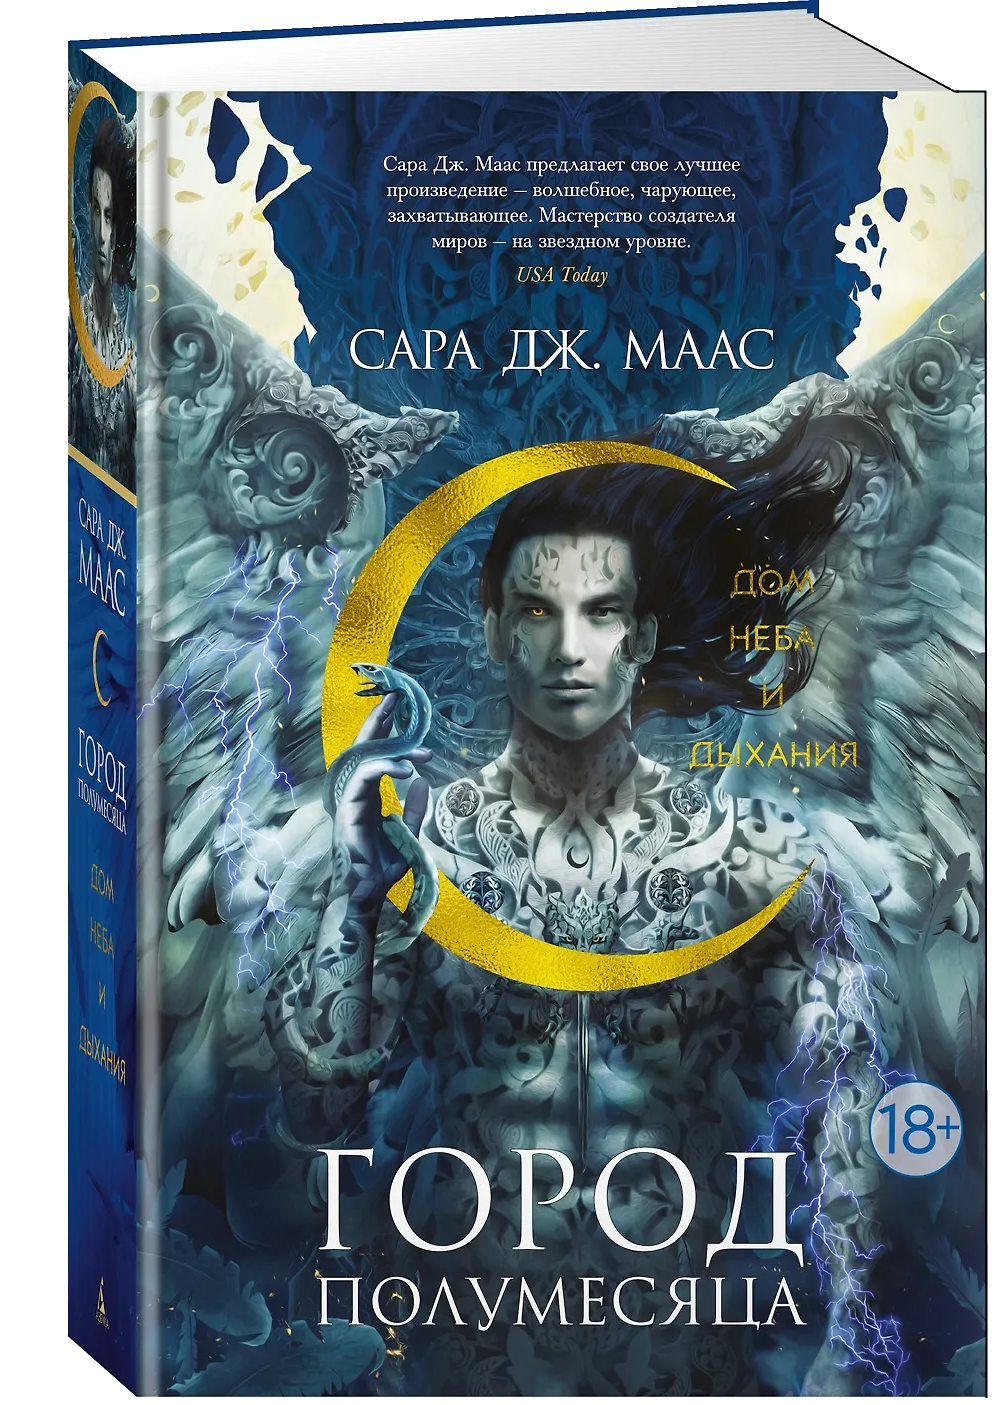 Сара Дж. Маас предлагает свое лучшее
произведение – волшебное, чарующее,
захватывающее. Мастерство создателя
миров – на звездном уровне.
USA Today
САРА ДЖ. МААС
ДОМ
НЕБА
И
ДЫХАНИЯ
18+
ГОРОД
ПОЛУМЕСЯЦА
САРА ДЖ.
МААС
ГОРОД
ПОЛУМЕСЯЦА
ДОМ
НЕБА
И
ДЫХАНИЯ